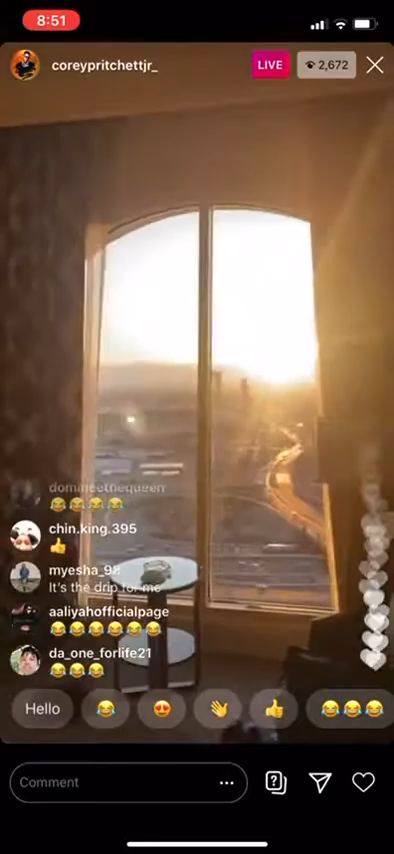 8:51
coreypritchettjr_
LIVE
2,672
domineethequeen
😂😂😂😂
chin.king.395
👍
myesha_98
It's the drip for me
aaliyahofficialpage
😂😂😂😂😂😂
da_one_forlife21
😂😂😂
Hello 😂 😍 👋 👍 😂😂😂
Comment